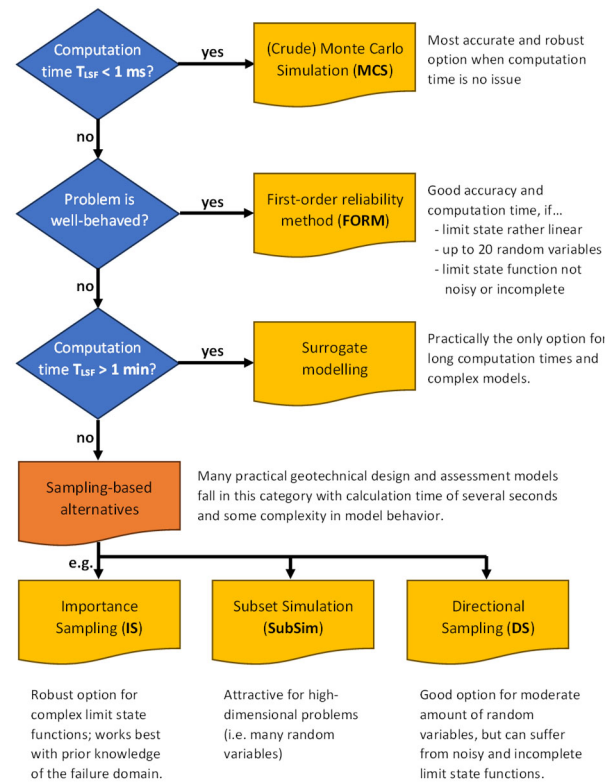 Computation
time T_LSF < 1 ms?
yes
(Crude) Monte Carlo
Simulation (MCS)
Most accurate and robust
option when computation
time is no issue
no
Problem is
well-behaved?
yes
First-order reliability
method (FORM)
Good accuracy and
computation time, if...
- limit state rather linear
- up to 20 random variables
- limit state function not
noisy or incomplete
no
Computation
time T_LSF > 1 min?
yes
Surrogate
modelling
Practically the only option for
long computation times and
complex models.
no
Sampling-based
alternatives
Many practical geotechnical design and assessment models
fall in this category with calculation time of several seconds
and some complexity in model behavior.
e.g.
Importance
Sampling (IS)
Subset Simulation
(SubSim)
Directional
Sampling (DS)
Robust option for
complex limit state
functions; works best
with prior knowledge
of the failure domain.
Attractive for high-
dimensional problems
(i.e. many random
variables)
Good option for moderate
amount of random
variables, but can suffer
from noisy and incomplete
limit state functions.